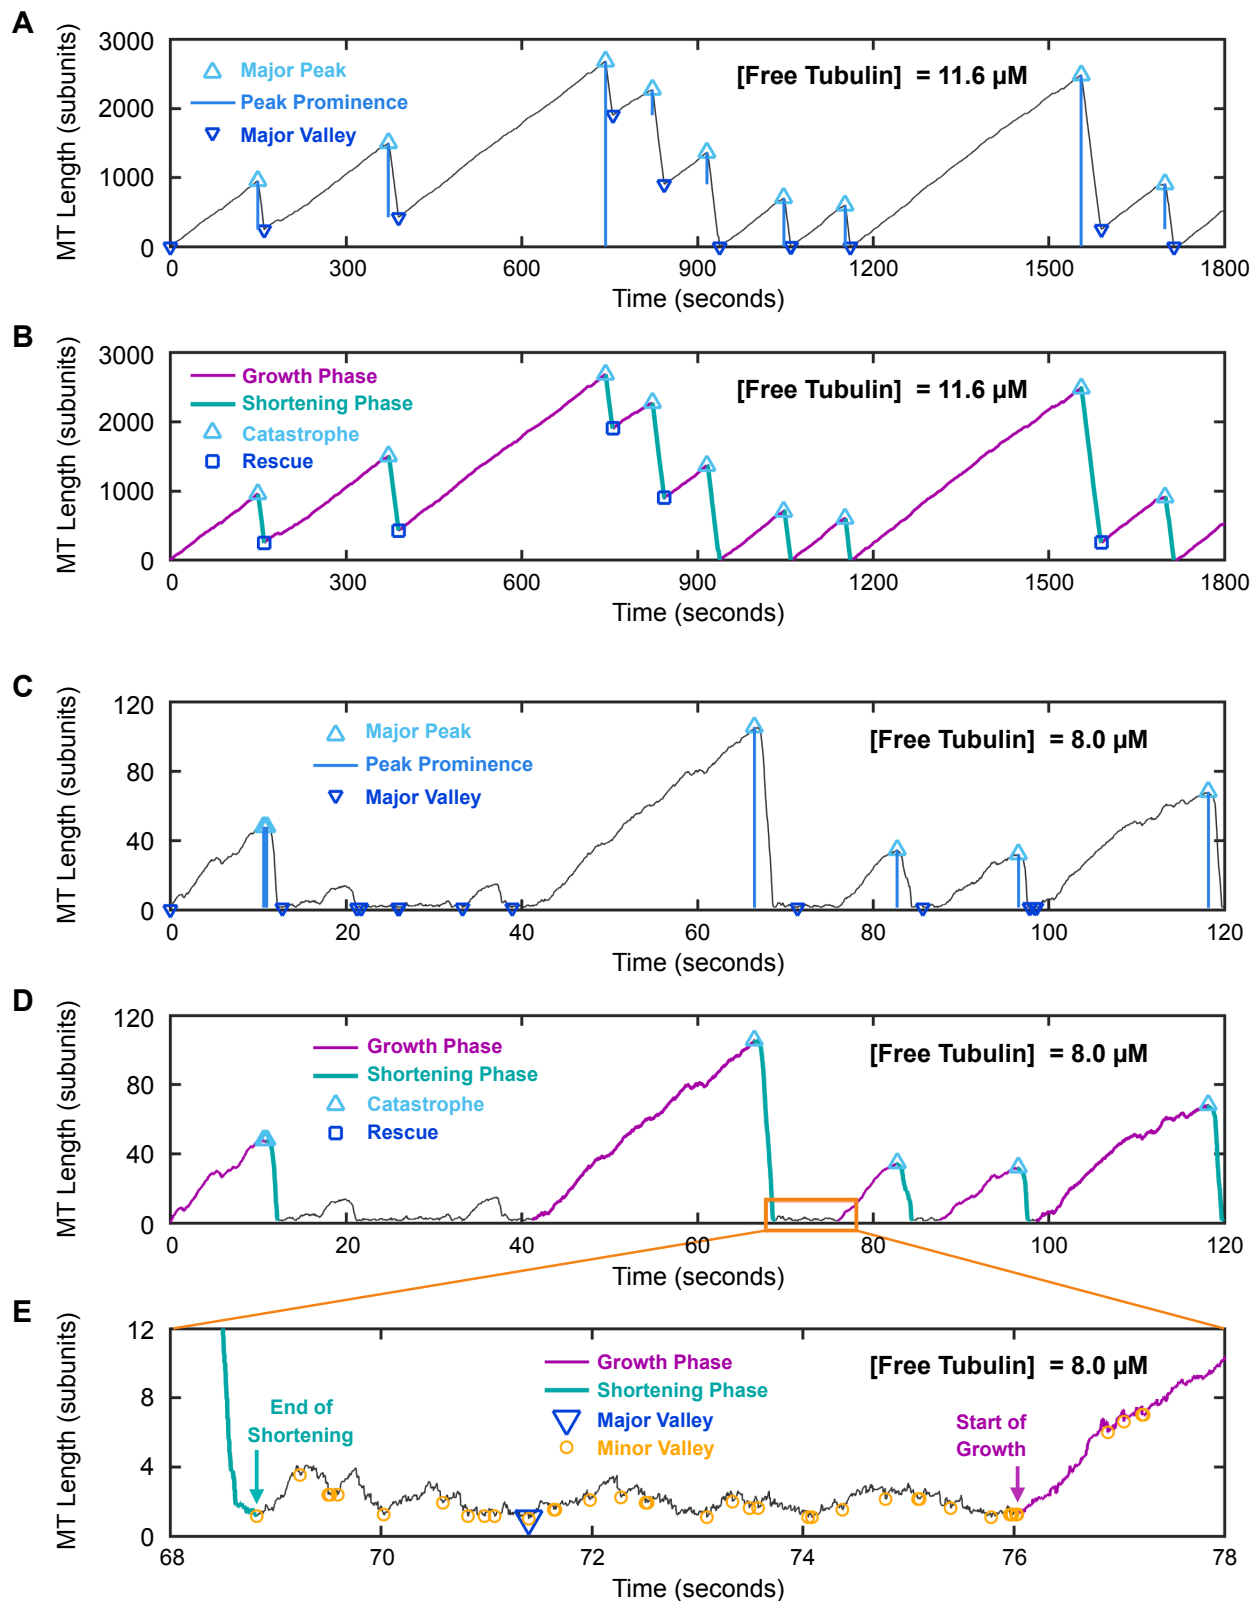 A
MT Length (subunits)
3000
2000
1000
0
Major Peak
Peak Prominence
Major Valley
[Free Tubulin] = 11.6 µM
0 300 600 900 1200 1500 1800
Time (seconds)
B
MT Length (subunits)
3000
2000
1000
0
Growth Phase
Shortening Phase
Catastrophe
Rescue
[Free Tubulin] = 11.6 µM
0 300 600 900 1200 1500 1800
Time (seconds)
C
MT Length (subunits)
120
80
40
0
Major Peak
Peak Prominence
Major Valley
[Free Tubulin] = 8.0 µM
0 20 40 60 80 100 120
Time (seconds)
D
MT Length (subunits)
120
80
40
0
Growth Phase
Shortening Phase
Catastrophe
Rescue
[Free Tubulin] = 8.0 µM
0 20 40 60 80 100 120
Time (seconds)
E
MT Length (subunits)
12
8
4
0
End of
Shortening
Growth Phase
Shortening Phase
Major Valley
Minor Valley
[Free Tubulin] = 8.0 µM
Start of
Growth
68 70 72 74 76 78
Time (seconds)